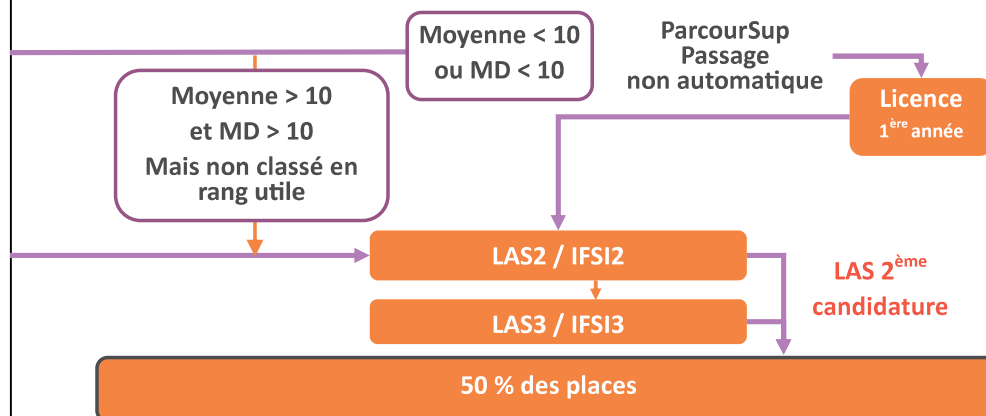 Moyenne < 10
ou MD < 10
ParcourSup
Passage
non automatique
Licence
1ère année
Moyenne > 10
et MD > 10
Mais non classé en
rang utile
LAS2 / IFSI2
LAS 2ème
candidature
LAS3 / IFSI3
50 % des places